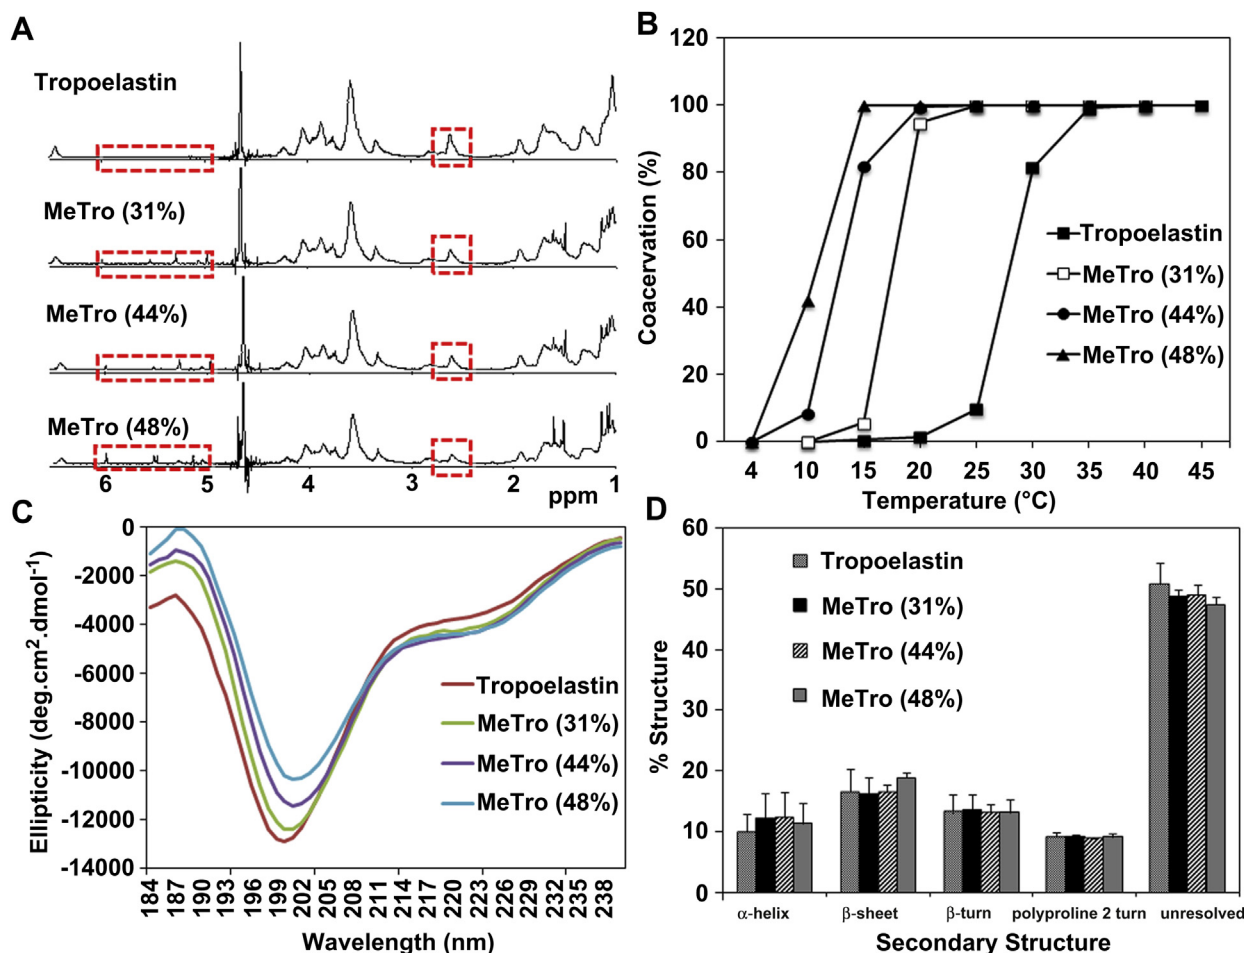 A
Tropoelastin
MeTro (31%)
MeTro (44%)
MeTro (48%)
6 5 4 3 2 1
ppm
B
Coacervation (%)
120
100
80
60
40
20
0
Tropoelastin
MeTro (31%)
MeTro (44%)
MeTro (48%)
4 10 15 20 25 30 35 40 45
Temperature (°C)
C
Ellipticity (deg.cm².dmol⁻¹)
0
-2000
-4000
-6000
-8000
-10000
-12000
-14000
Tropoelastin
MeTro (31%)
MeTro (44%)
MeTro (48%)
184 187 190 193 196 199 202 205 208 211 214 217 220 223 226 229 232 235 238
Wavelength (nm)
D
% Structure
60
50
40
30
20
10
0
Tropoelastin
MeTro (31%)
MeTro (44%)
MeTro (48%)
α-helix β-sheet β-turn polyproline 2 turn unresolved
Secondary Structure